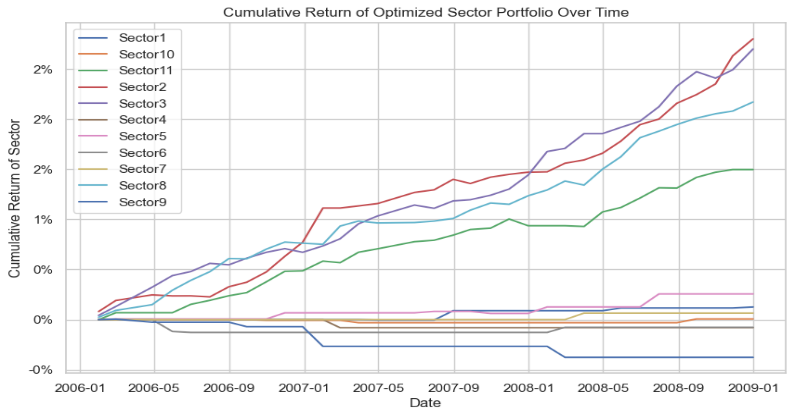 Cumulative Return of Optimized Sector Portfolio Over Time
Sector1
Sector10
Sector11
Sector2
Sector3
Sector4
Sector5
Sector6
Sector7
Sector8
Sector9
2%
2%
2%
1%
0%
0%
-0%
Cumulative Return of Sector
2006-01 2006-05 2006-09 2007-01 2007-05 2007-09 2008-01 2008-05 2008-09 2009-01
Date